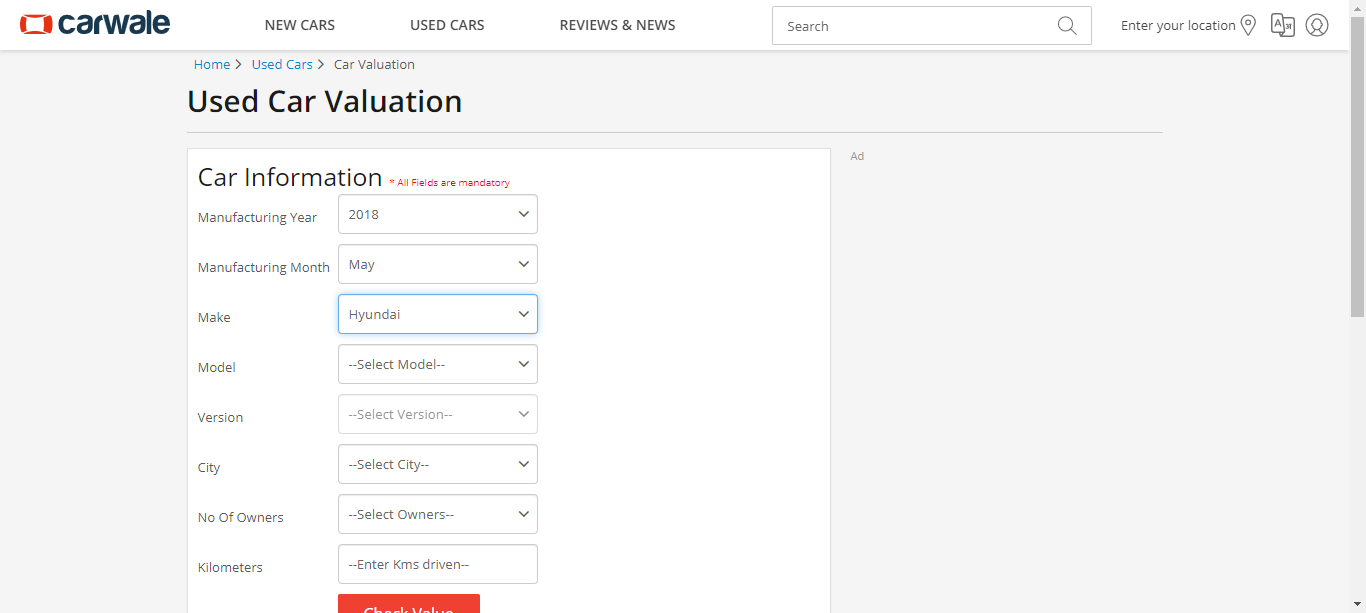 carwale NEW CARS USED CARS REVIEWS & NEWS Search Enter your location
Home Used Cars Car Valuation
Used Car Valuation
Ad
Car Information * All Fields are mandatory
Manufacturing Year 2018
Manufacturing Month May
Make Hyundai
Model --Select Model--
Version --Select Version--
City --Select City--
No Of Owners --Select Owners--
Kilometers --Enter Kms driven--
Check Value